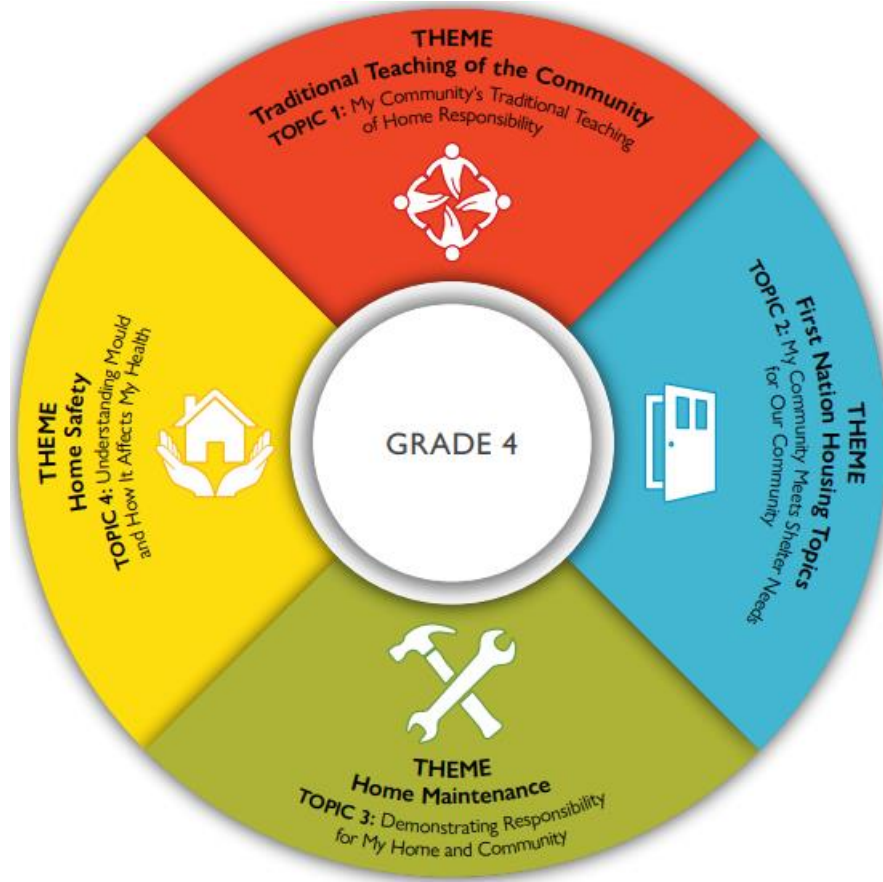 THEME
Traditional Teaching of the Community
TOPIC 1: My Community's Traditional Teaching
of Home Responsibility
THEME
First Nation Housing Topics
TOPIC 2: My Community Meets Shelter Needs
for Our Community
THEME
Home Maintenance
TOPIC 3: Demonstrating Responsibility
for My Home and Community
THEME
Home Safety
TOPIC 4: Understanding Mould
and How It Affects My Health
GRADE 4